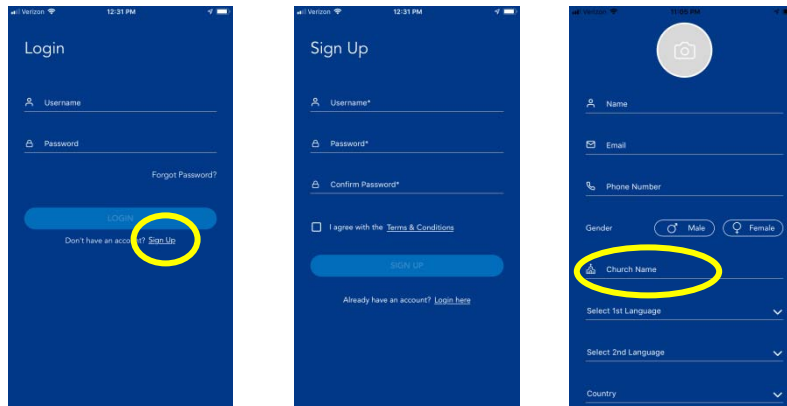 Verizon 12:31 PM
Login
Username
Password
Forgot Password?
LOGIN
Don't have an account? Sign Up
Verizon 12:31 PM
Sign Up
Username*
Password*
Confirm Password*
I agree with the Terms & Conditions
SIGN UP
Already have an account? Login here
Verizon
Name
Email
Phone Number
Gender Male Female
Church Name
Select 1st Language
Select 2nd Language
Country